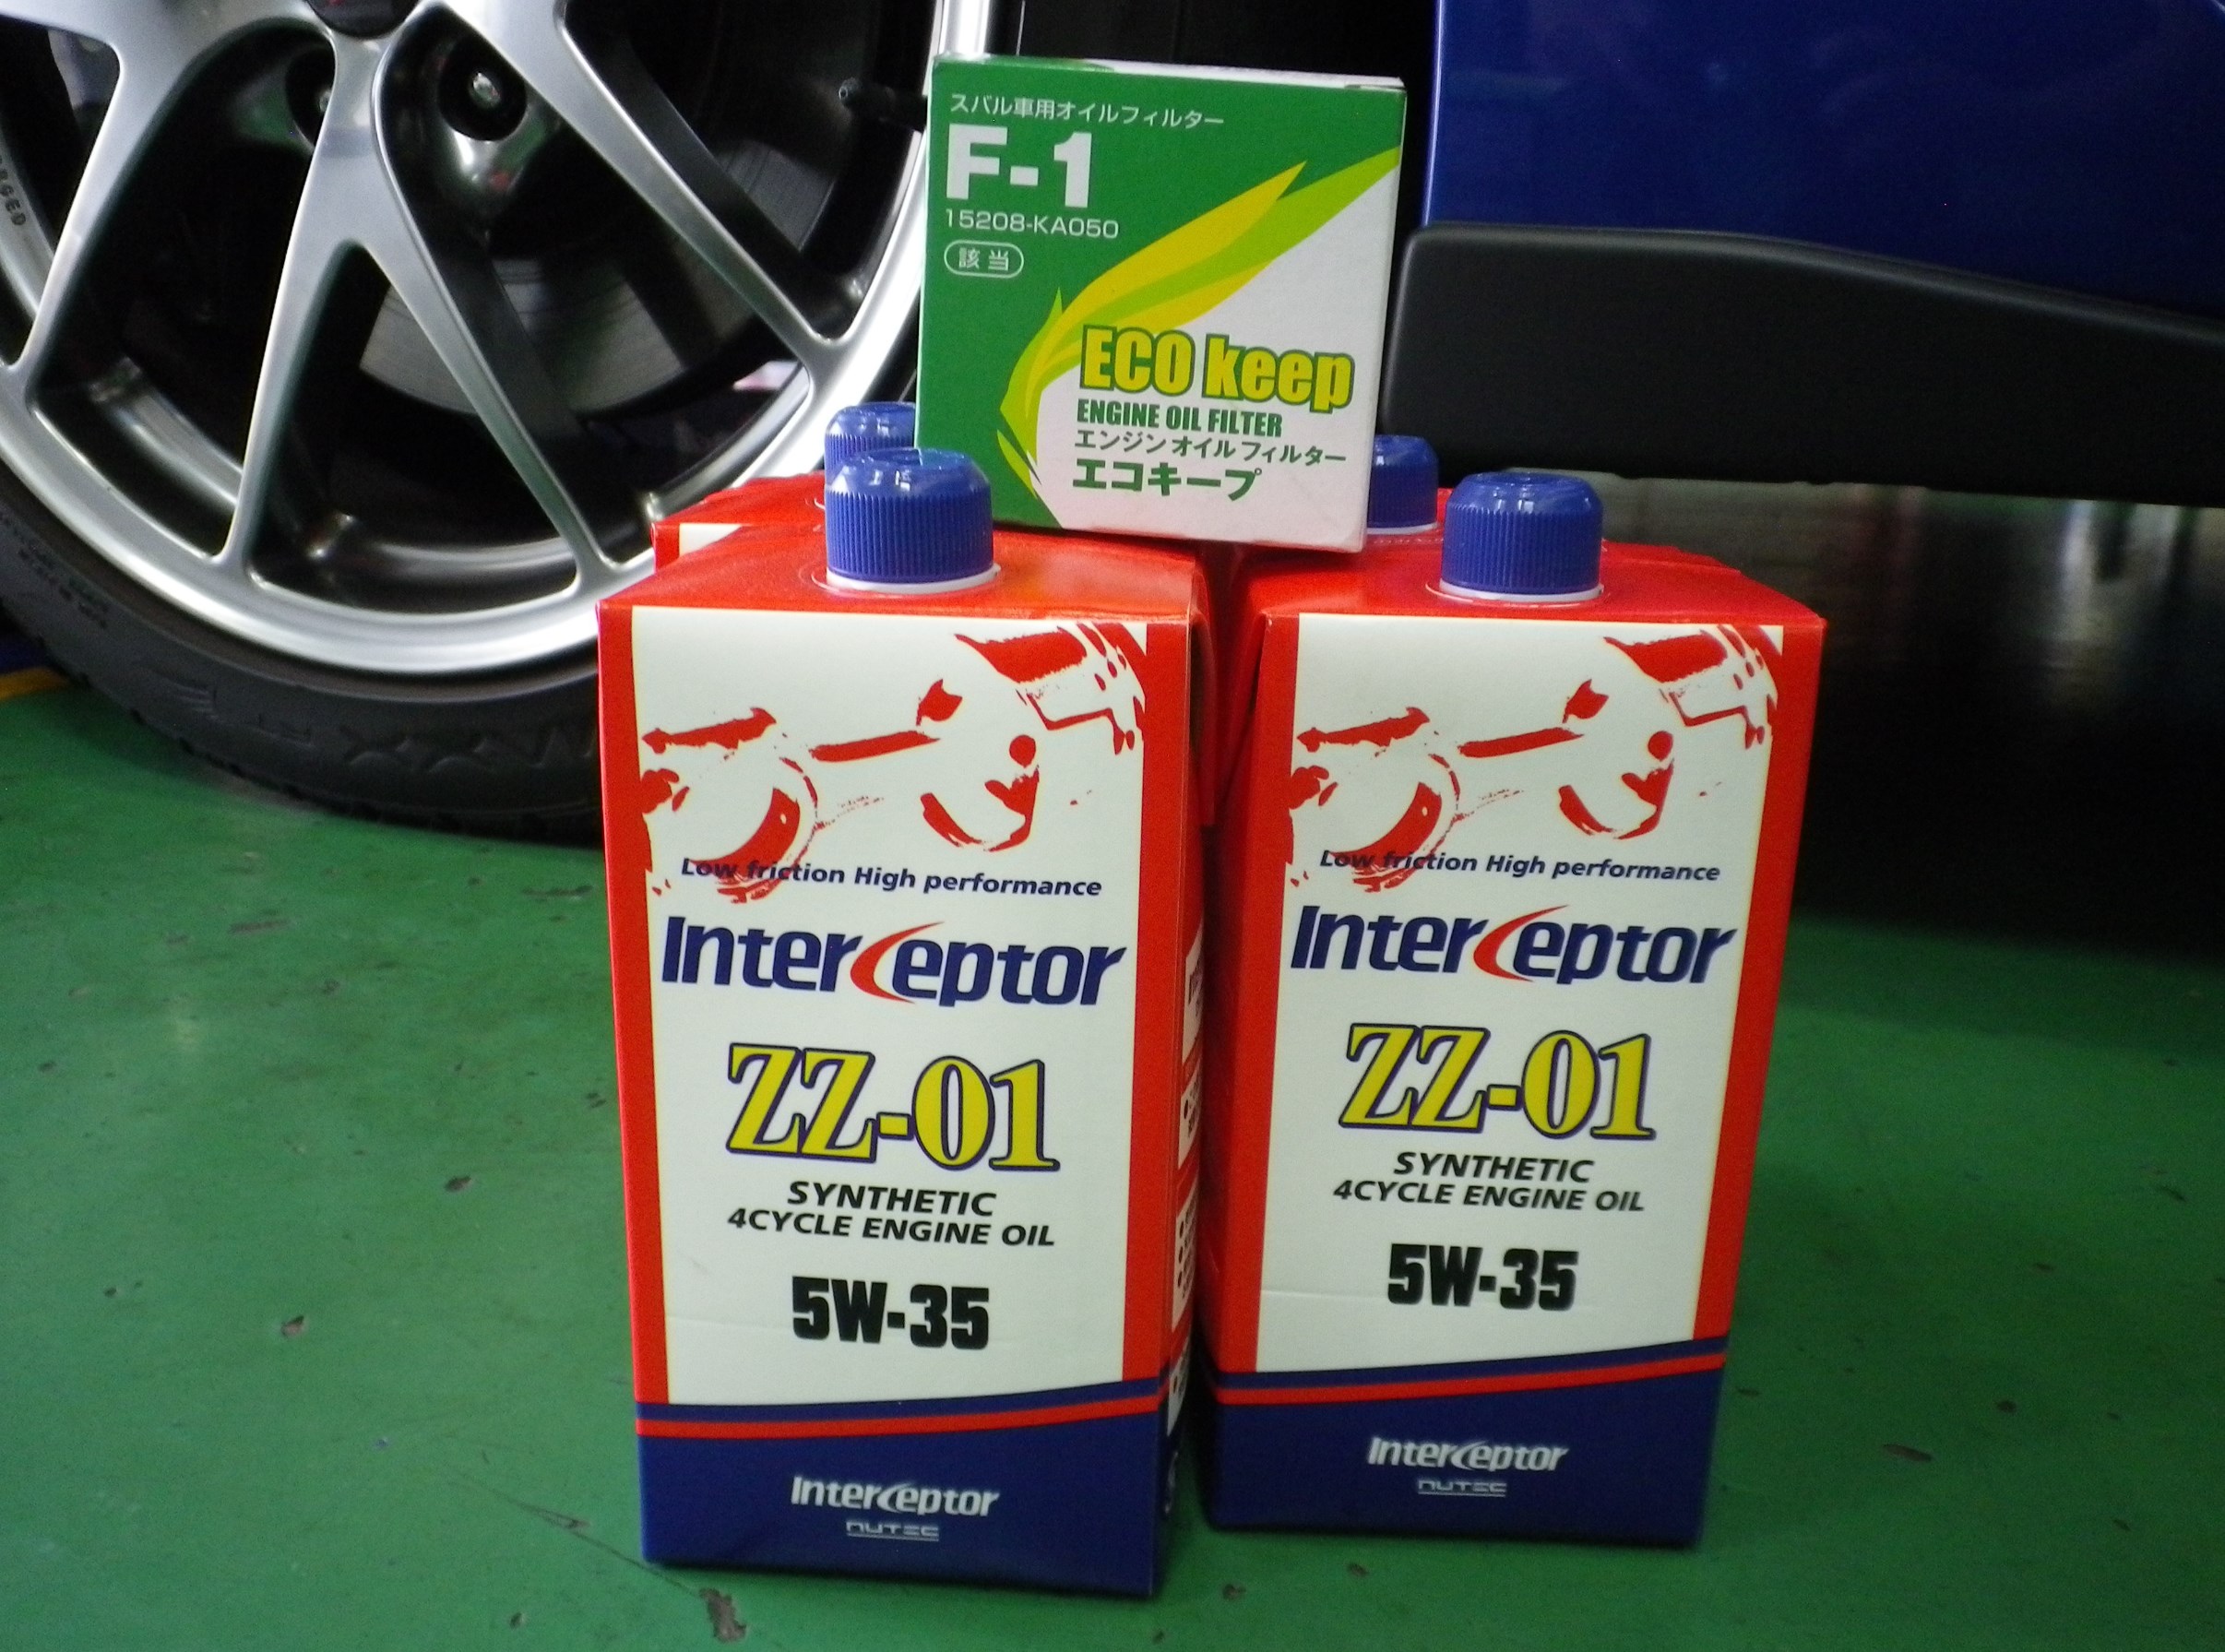 スバル車用オイルフィルター
F-1
15208-KA050
該当
ECO keep
ENGINE OIL FILTER
エンジン オイル フィルター
エコキープ
Low friction High performance
Interceptor
ZZ-01
SYNTHETIC
4CYCLE ENGINE OIL
5W-35
Interceptor
NUTEC
Low friction High performance
Interceptor
ZZ-01
SYNTHETIC
4CYCLE ENGINE OIL
5W-35
Interceptor
NUTEC